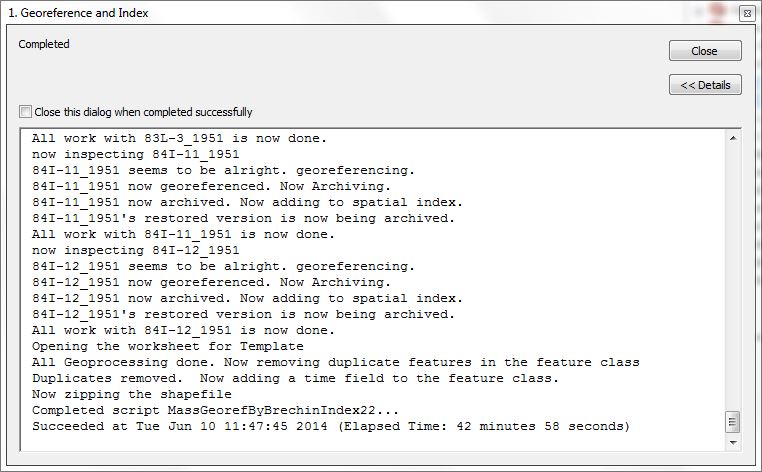 1. Georeference and Index
Completed
Close
<< Details
Close this dialog when completed successfully
All work with 83L-3_1951 is now done.
now inspecting 84I-11_1951
84I-11_1951 seems to be alright. georeferencing.
84I-11_1951 now georeferenced. Now Archiving.
84I-11_1951 now archived. Now adding to spatial index.
84I-11_1951's restored version is now being archived.
All work with 84I-11_1951 is now done.
now inspecting 84I-12_1951
84I-12_1951 seems to be alright. georeferencing.
84I-12_1951 now georeferenced. Now Archiving.
84I-12_1951 now archived. Now adding to spatial index.
84I-12_1951's restored version is now being archived.
All work with 84I-12_1951 is now done.
Opening the worksheet for Template
All Geoprocessing done. Now removing duplicate features in the feature class
Duplicates removed.  Now adding a time field to the feature class.
Now zipping the shapefile
Completed script MassGeorefByBrechinIndex22...
Succeeded at Tue Jun 10 11:47:45 2014 (Elapsed Time: 42 minutes 58 seconds)